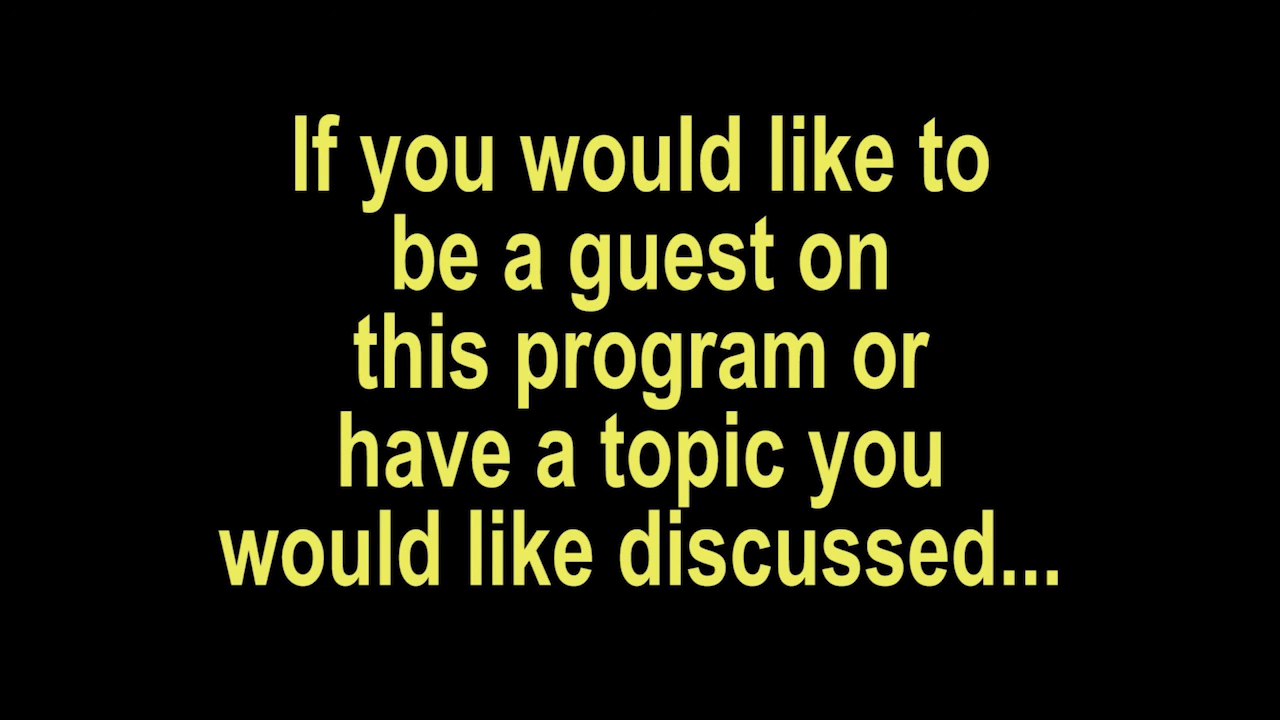 If you would like to
be a guest on
this program or
have a topic you
would like discussed...